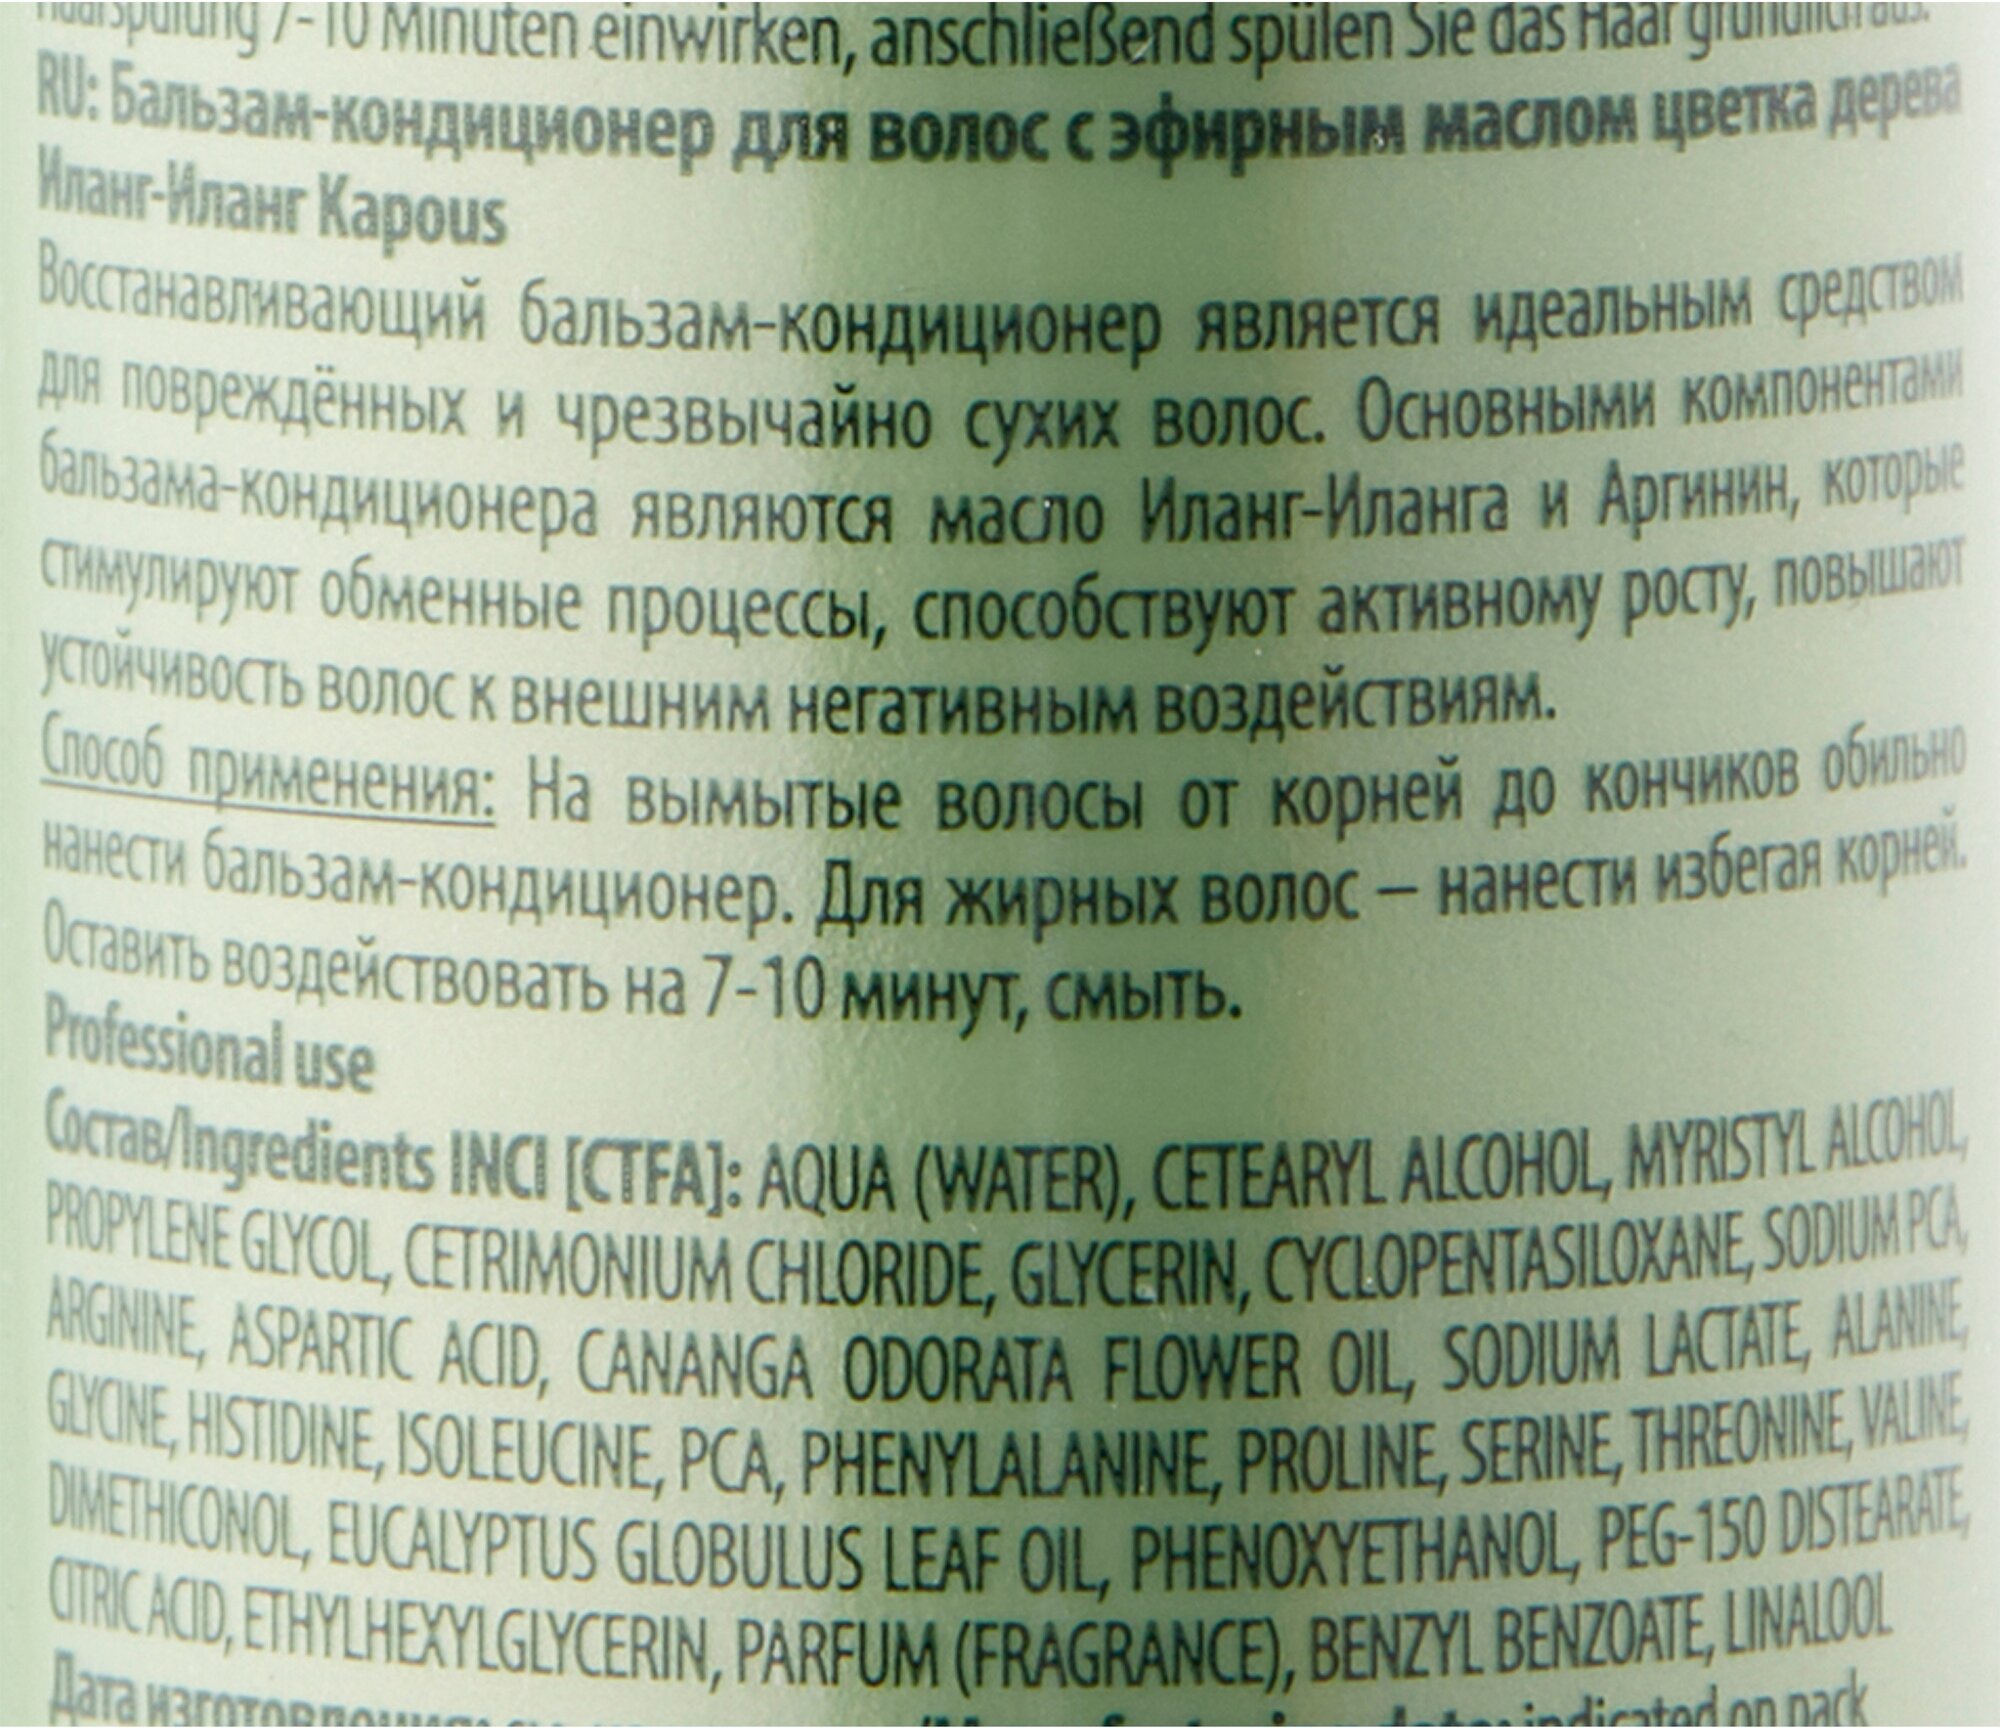 Haarspülung 7-10 Minuten einwirken, anschließend spülen Sie das Haar gründlich aus.
RU: Бальзам-кондиционер для волос с эфирным маслом цветка дерева
Иланг-Иланг Kapous
Восстанавливающий бальзам-кондиционер является идеальным средством
для повреждённых и чрезвычайно сухих волос. Основными компонентами
бальзама-кондиционера являются масло Иланг-Иланга и Аргинин, которые
стимулируют обменные процессы, способствуют активному росту, повышают
устойчивость волос к внешним негативным воздействиям.
Способ применения: На вымытые волосы от корней до кончиков обильно
нанести бальзам-кондиционер. Для жирных волос – нанести избегая корней.
Оставить воздействовать на 7-10 минут, смыть.
Professional use
Состав/Ingredients INCI [CTFA]: AQUA (WATER), CETEARYL ALCOHOL, MYRISTYL ALCOHOL,
PROPYLENE GLYCOL, CETRIMONIUM CHLORIDE, GLYCERIN, CYCLOPENTASILOXANE, SODIUM PCA,
ARGININE, ASPARTIC ACID, CANANGA ODORATA FLOWER OIL, SODIUM LACTATE, ALANINE,
GLYCINE, HISTIDINE, ISOLEUCINE, PCA, PHENYLALANINE, PROLINE, SERINE, THREONINE, VALINE,
DIMETHICONOL, EUCALYPTUS GLOBULUS LEAF OIL, PHENOXYETHANOL, PEG-150 DISTEARATE,
CITRIC ACID, ETHYLHEXYLGLYCERIN, PARFUM (FRAGRANCE), BENZYL BENZOATE, LINALOOL
Дата изготовления: indicated on pack